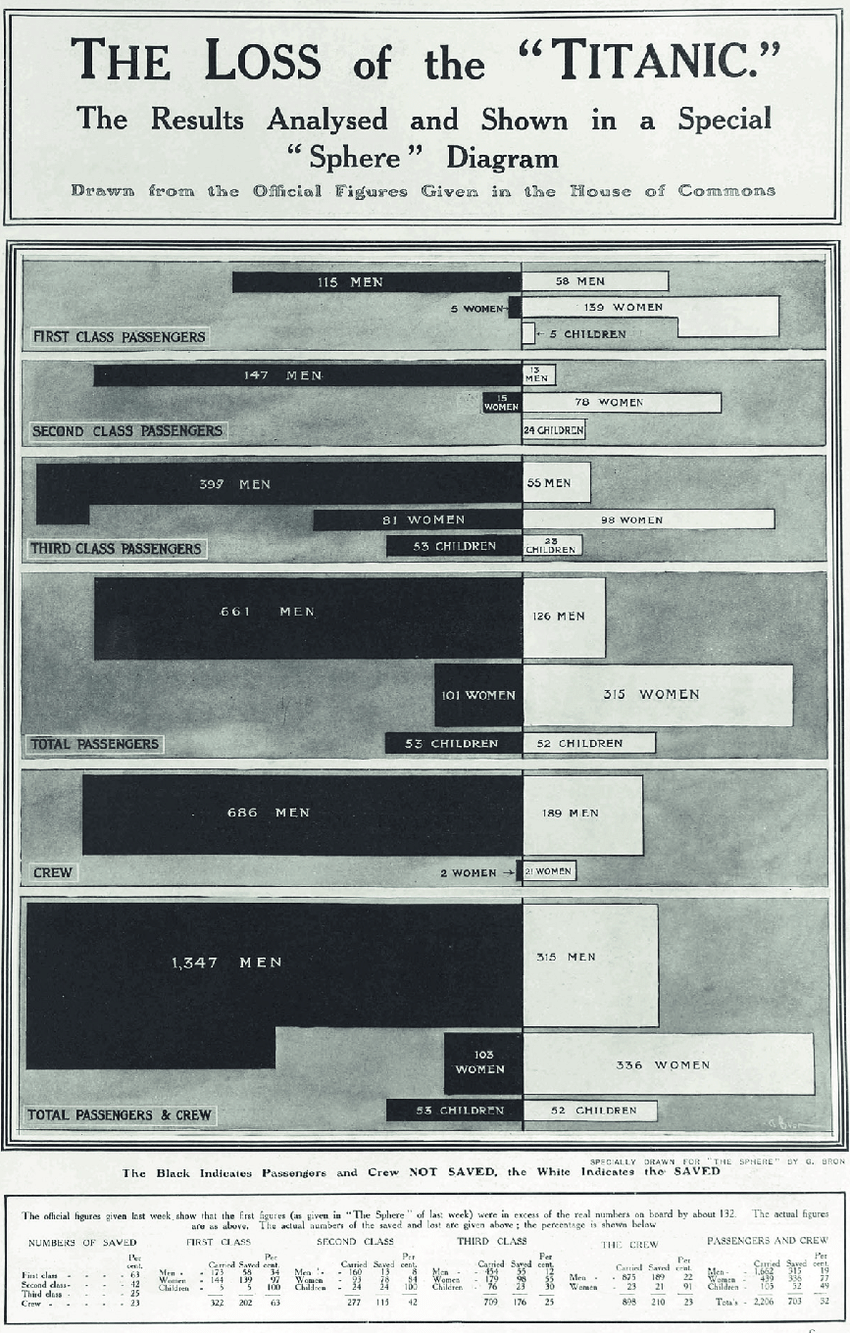 THE LOSS of the "TITANIC."
The Results Analysed and Shown in a Special
"Sphere" Diagram
Drawn from the Official Figures Given in the House of Commons
115 MEN 58 MEN
5 WOMEN 139 WOMEN
FIRST CLASS PASSENGERS 5 CHILDREN
147 MEN 13 MEN
15 WOMEN 78 WOMEN
SECOND CLASS PASSENGERS 24 CHILDREN
399 MEN 55 MEN
81 WOMEN 98 WOMEN
THIRD CLASS PASSENGERS 53 CHILDREN 23 CHILDREN
661 MEN 126 MEN
101 WOMEN 315 WOMEN
TOTAL PASSENGERS 53 CHILDREN 52 CHILDREN
686 MEN 189 MEN
CREW 2 WOMEN 21 WOMEN
1,347 MEN 315 MEN
103 WOMEN 336 WOMEN
TOTAL PASSENGERS & CREW 53 CHILDREN 52 CHILDREN
SPECIALLY DRAWN FOR "THE SPHERE" BY G. BRON
The Black Indicates Passengers and Crew NOT SAVED, the White Indicates the SAVED
The official figures given last week show that the first figures (as given in "The Sphere" of last week) were in excess of the real numbers on board by about 132. The actual figures
are as above. The actual numbers of the saved and lost are given above; the percentage is shown below
NUMBERS OF SAVED
Per cent.
First class - - - - - 63
Second class - - - - - 42
Third class - - - - - 25
Crew - - - - - 23
FIRST CLASS
Carried Saved Per cent.
Men - - 173 58 34
Women - 144 139 97
Children - 5 5 100
322 202 63
SECOND CLASS
Carried Saved Per cent.
Men - - 160 13 8
Women - 93 78 84
Children - 24 24 100
277 115 42
THIRD CLASS
Carried Saved Per cent.
Men - - 454 55 12
Women - 179 98 55
Children - 76 23 30
709 176 25
THE CREW
Carried Saved Per cent.
Men - - 875 189 22
Women - 23 21 91
898 210 23
PASSENGERS AND CREW
Carried Saved Per cent.
Men - - 1,662 315 19
Women - 439 336 77
Children - 105 52 49
Totals - 2,206 703 32